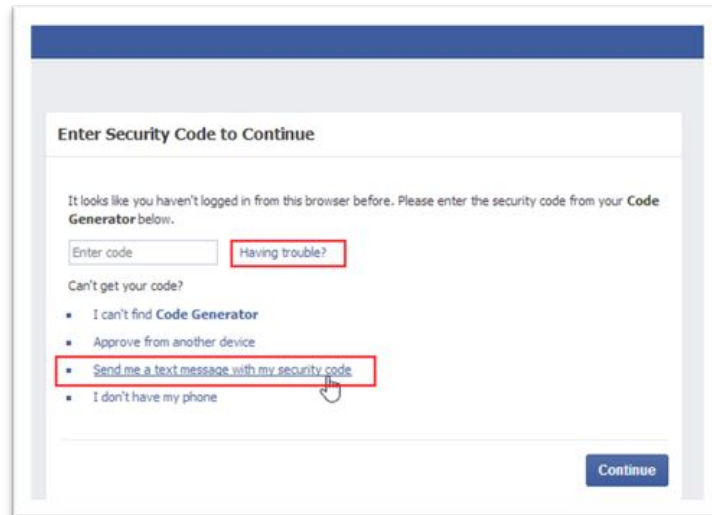 Enter Security Code to Continue
It looks like you haven't logged in from this browser before. Please enter the security code from your Code
Generator below.
Enter code Having trouble?
Can't get your code?
I can't find Code Generator
Approve from another device
Send me a text message with my security code
I don't have my phone
Continue